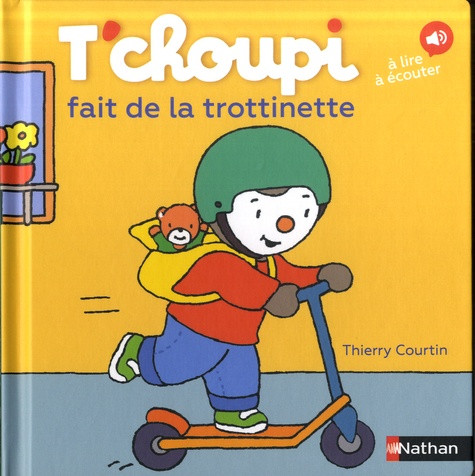 T'choupi
fait de la trottinette
à lire
à écouter
Thierry Courtin
Nathan